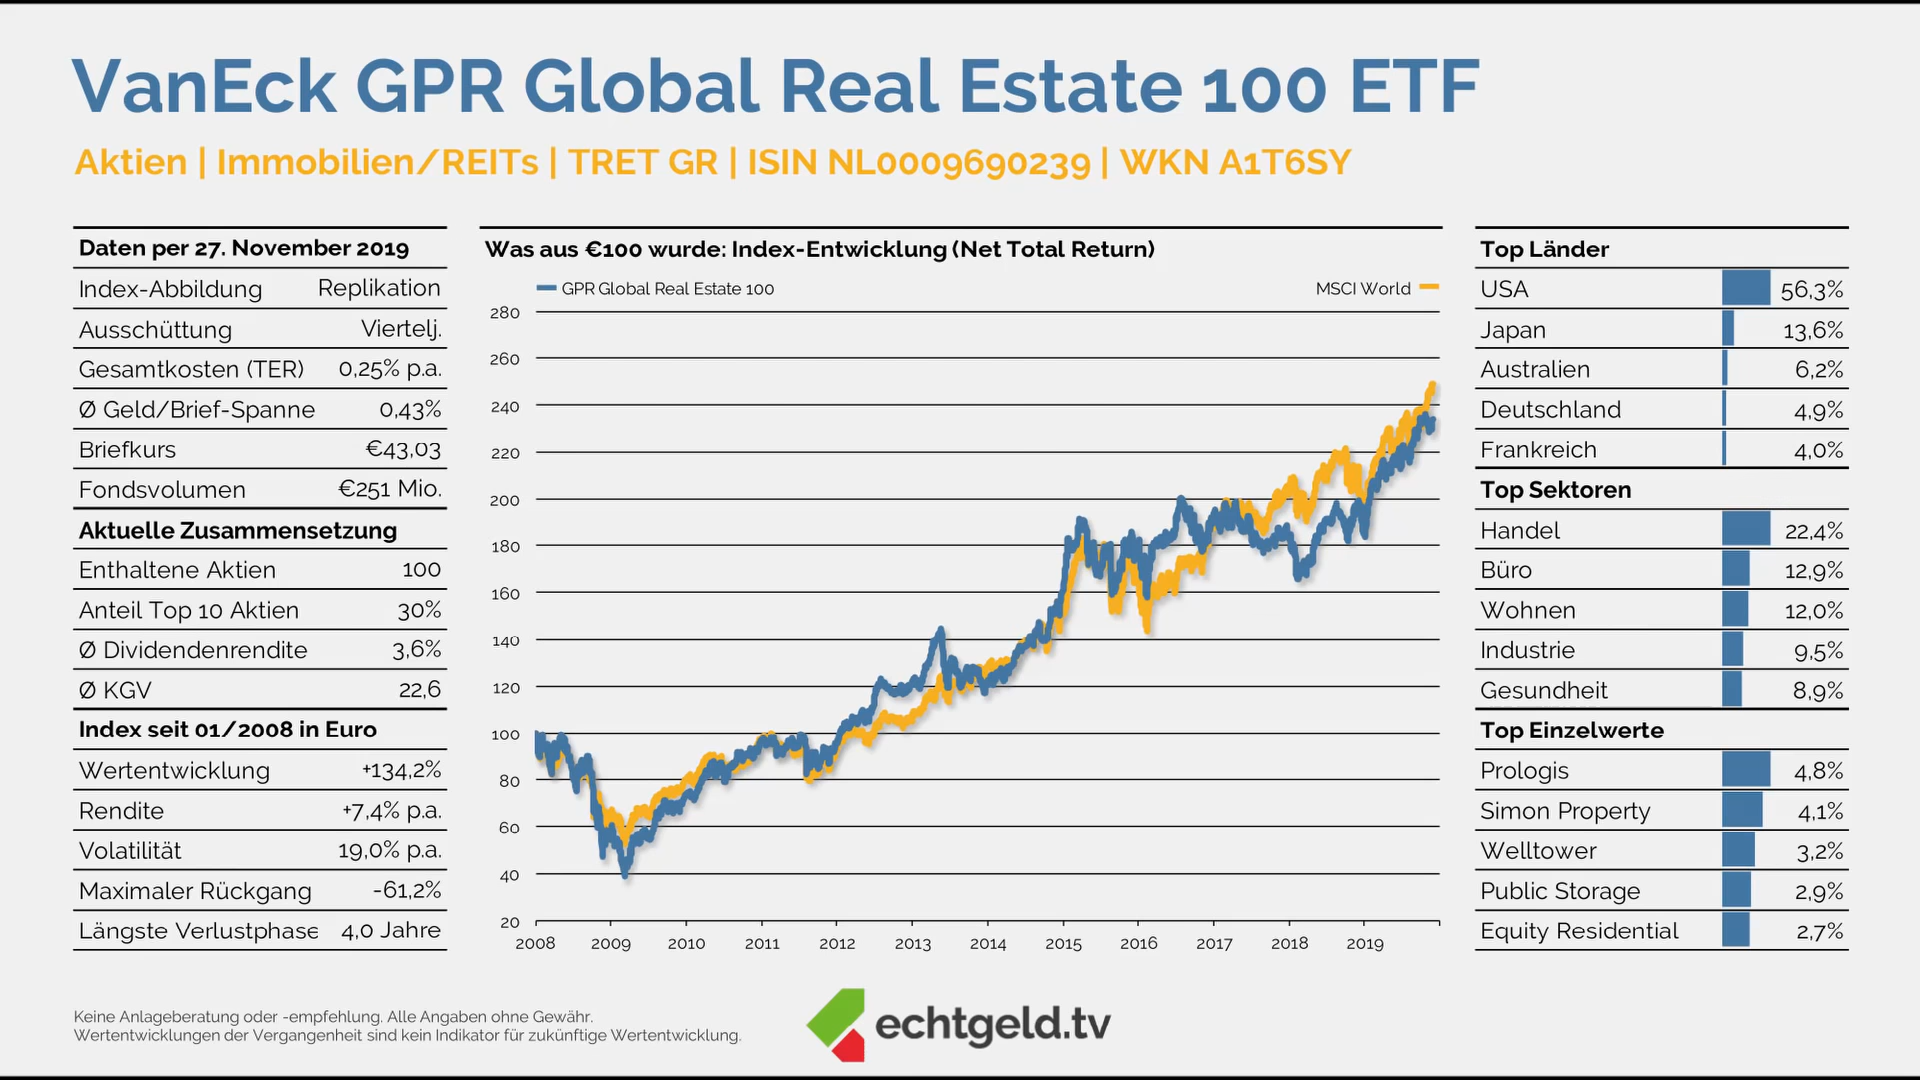 VanEck GPR Global Real Estate 100 ETF
Aktien | Immobilien/REITs | TRET GR | ISIN NL0009690239 | WKN A1T6SY
Daten per 27. November 2019
Index-Abbildung Replikation
Ausschüttung Viertelj.
Gesamtkosten (TER) 0,25% p.a.
Ø Geld/Brief-Spanne 0,43%
Briefkurs €43,03
Fondsvolumen €251 Mio.
Aktuelle Zusammensetzung
Enthaltene Aktien 100
Anteil Top 10 Aktien 30%
Ø Dividendenrendite 3,6%
Ø KGV 22,6
Index seit 01/2008 in Euro
Wertentwicklung +134,2%
Rendite +7,4% p.a.
Volatilität 19,0% p.a.
Maximaler Rückgang -61,2%
Längste Verlustphase 4,0 Jahre
Was aus €100 wurde: Index-Entwicklung (Net Total Return)
GPR Global Real Estate 100 MSCI World
280
260
240
220
200
180
160
140
120
100
80
60
40
20
2008 2009 2010 2011 2012 2013 2014 2015 2016 2017 2018 2019
Top Länder
USA 56,3%
Japan 13,6%
Australien 6,2%
Deutschland 4,9%
Frankreich 4,0%
Top Sektoren
Handel 22,4%
Büro 12,9%
Wohnen 12,0%
Industrie 9,5%
Gesundheit 8,9%
Top Einzelwerte
Prologis 4,8%
Simon Property 4,1%
Welltower 3,2%
Public Storage 2,9%
Equity Residential 2,7%
Keine Anlageberatung oder -empfehlung. Alle Angaben ohne Gewähr.
Wertentwicklungen der Vergangenheit sind kein Indikator für zukünftige Wertentwicklung.
echtgeld.tv